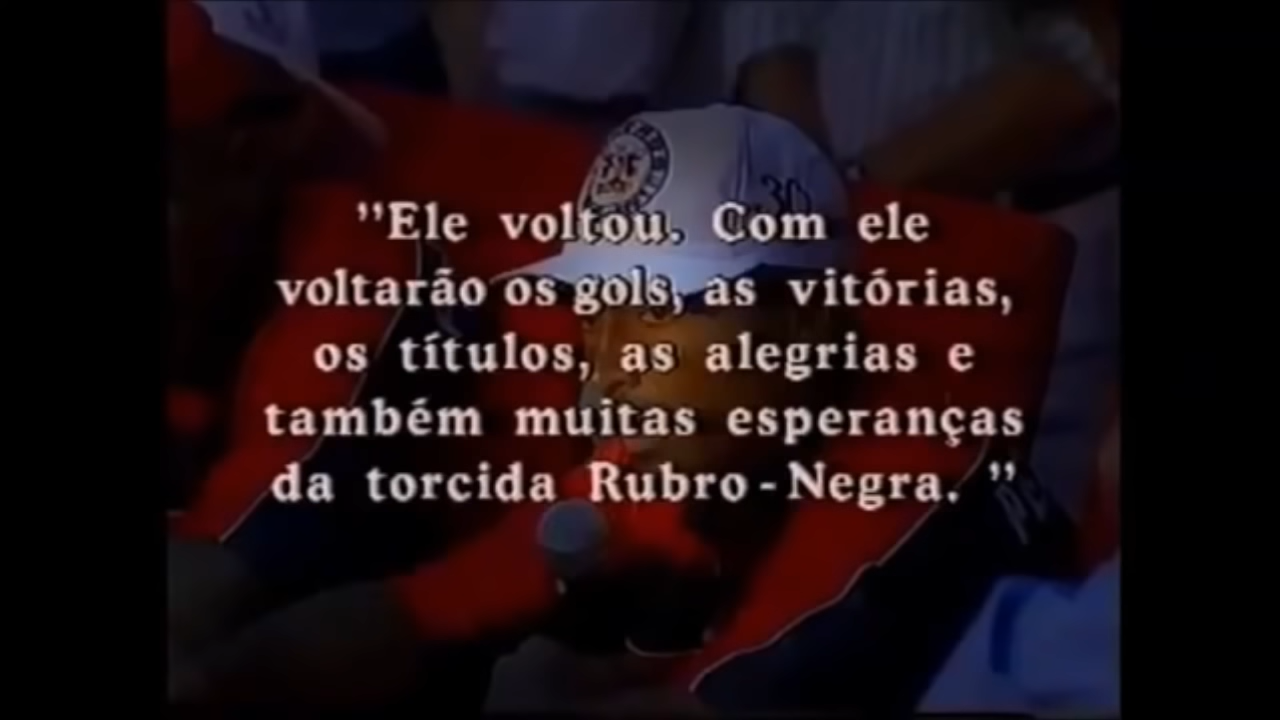 "Ele voltou. Com ele
voltarão os gols, as vitórias,
os títulos, as alegrias e
também muitas esperanças
da torcida Rubro-Negra."
30